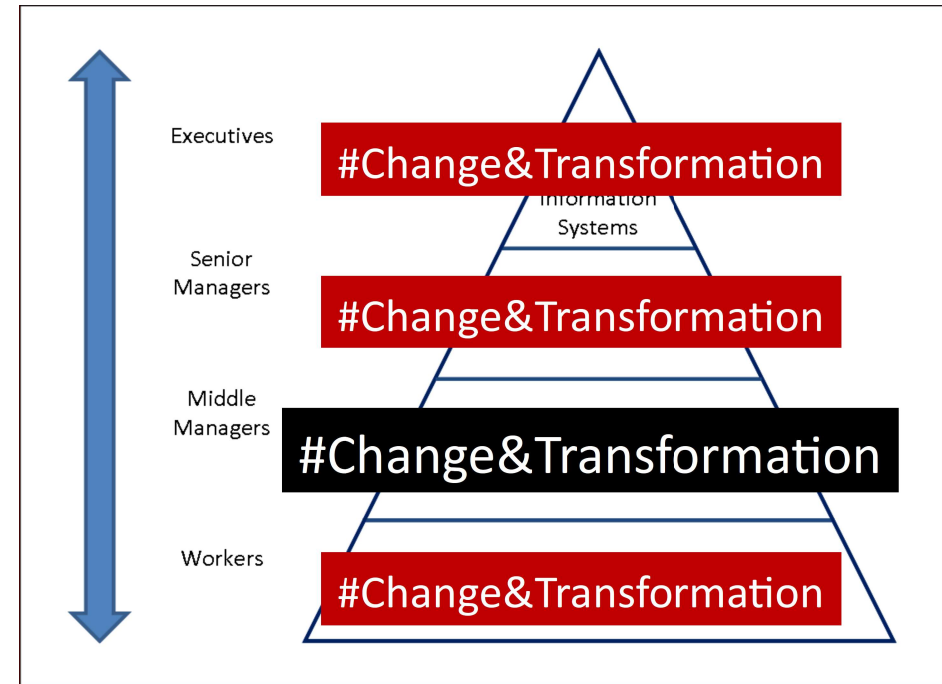 Executives
#Change&Transformation
Information
Systems
Senior
Managers
#Change&Transformation
Middle
Managers
#Change&Transformation
Workers
#Change&Transformation